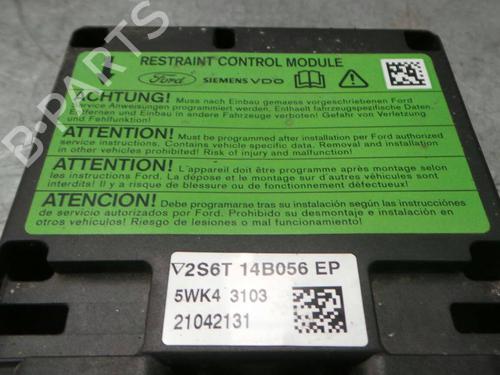 RESTRAINT CONTROL MODULE
Ford SIEMENS VDO
ACHTUNG! Muss nach Einbau gemaess vorgeschriebenen Ford
Service Anweisungen programmiert werden. Enthalten fahrzeugspezifische Daten.
Entfernen und Einbau in andere Fahrzeuge verboten! Gefahr von Verletzung
und Fehlfunktion!
ATTENTION! Must be programmed after installation per Ford authorized
service instructions. Contains vehicle specific data. Removal and installation
in other vehicles prohibited! Risk of injury and malfunction!
ATTENTION! L'appareil doit être programme après montage selon
les instructions Ford. La dépose et le montage sur d'autres véhicules sont
interdits! Il y a risque de blessure ou de fonctionnement défectueux!
ATENCION! Debe programarse tras su instalación según las instrucciones
de servicio autorizados por Ford. Prohibido su desmontaje e instalado en
otros vehículos! Riesgo de lesiones o mal funcionamiento!
2S6T 14B056 EP
5WK4 3103
21042131
B-PARTS